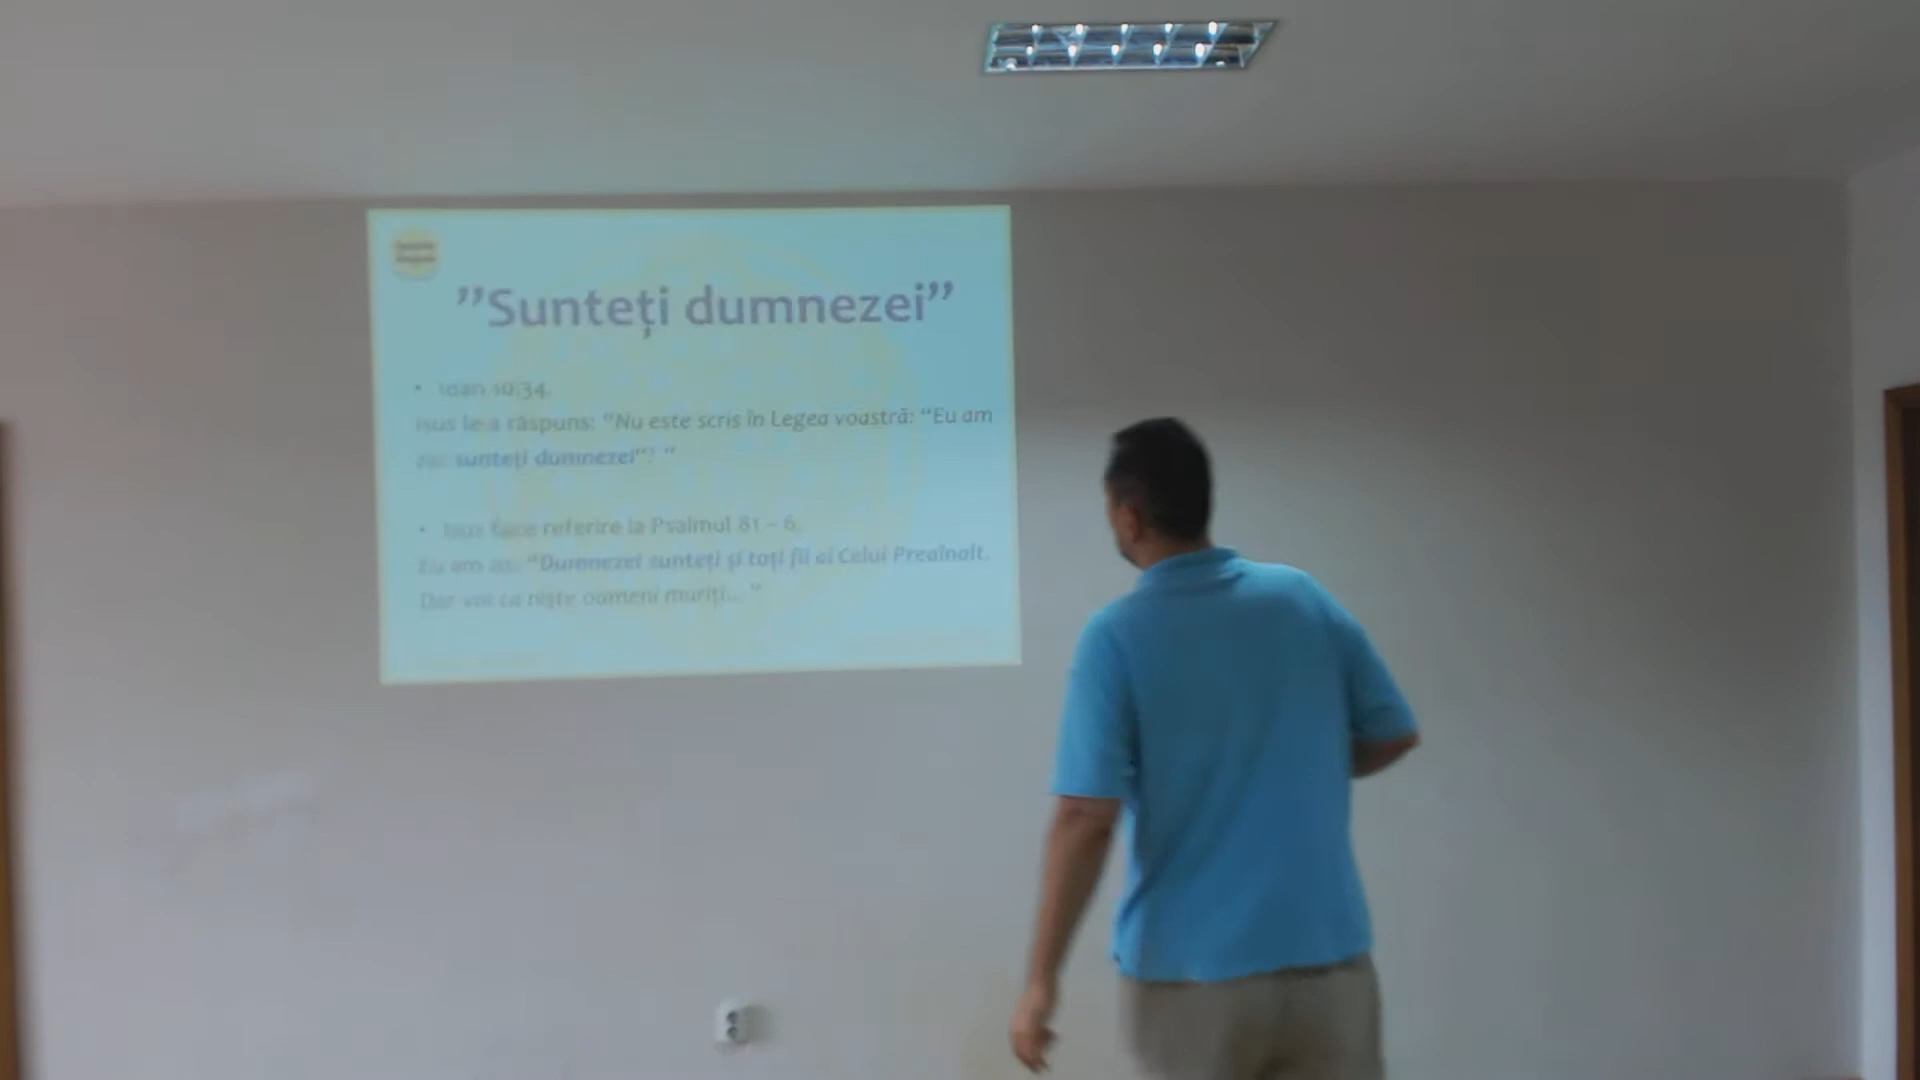 ”Sunteți dumnezei”
• Ioan 10:34.
Isus le-a răspuns: “Nu este scris în Legea voastră: “Eu am
zis: sunteți dumnezei”? ”
• Isus face referire la Psalmul 81 – 6.
Eu am zis: “Dumnezei sunteți și toți fii ai Celui Preaînalt.
Dar voi ca niște oameni muriți... ”